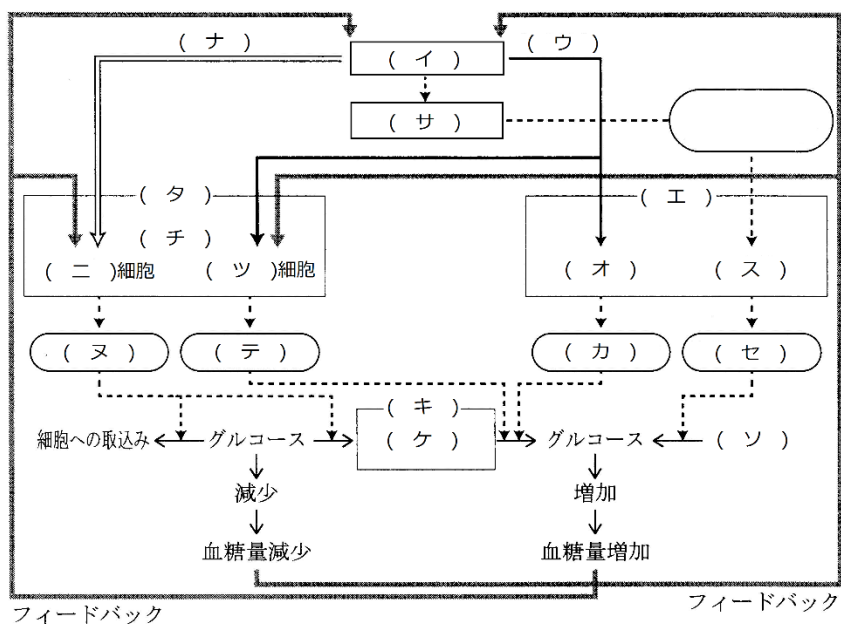 ( ナ )
( イ )
( ウ )
( サ )
( タ )
( エ )
( チ )
( ニ )細胞
( ツ )細胞
( オ )
( ス )
( ヌ )
( テ )
( カ )
( セ )
( キ )
細胞への取込み
グルコース
( ケ )
グルコース
( ソ )
減少
増加
血糖量減少
血糖量増加
フィードバック
フィードバック